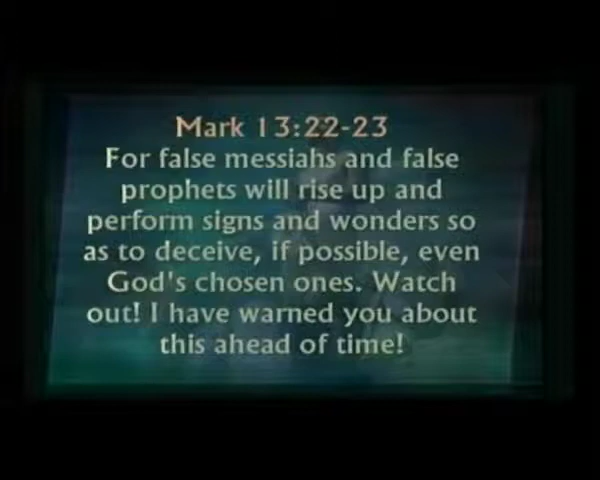 Mark 13:22-23
For false messiahs and false
prophets will rise up and
perform signs and wonders so
as to deceive, if possible, even
God's chosen ones. Watch
out! I have warned you about
this ahead of time!